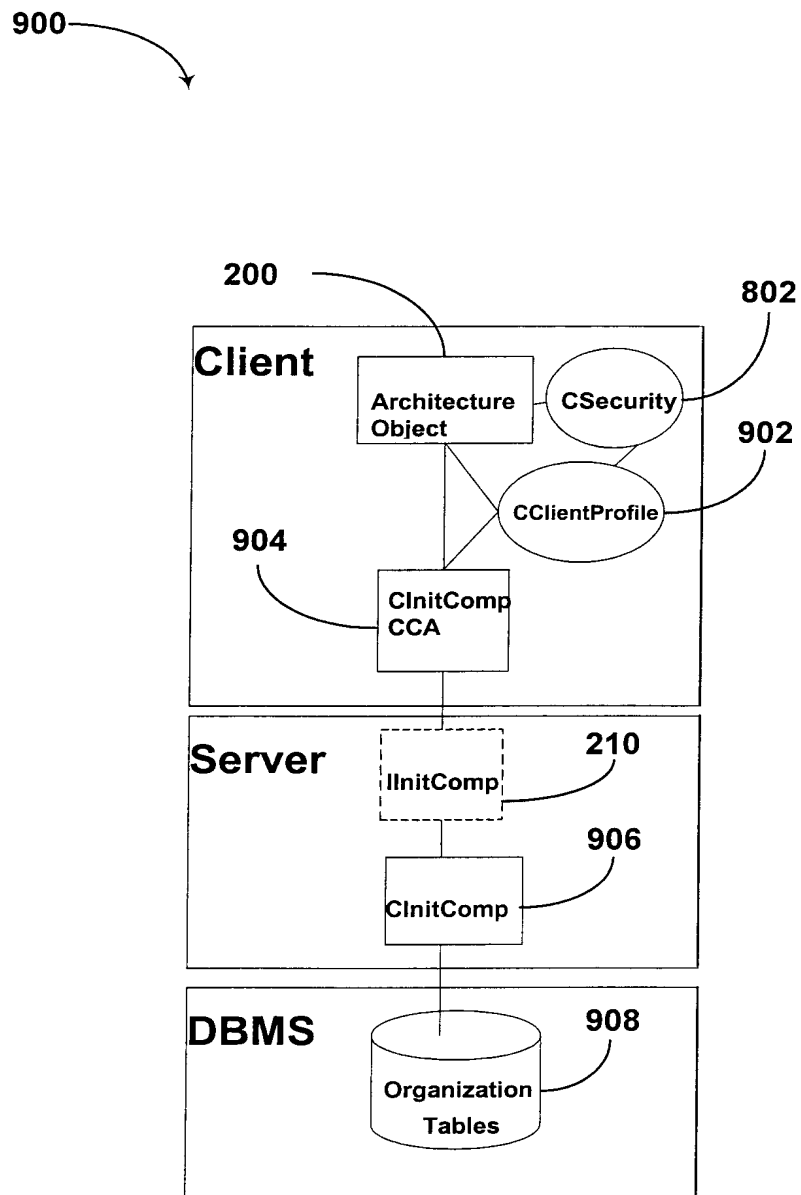 900
200
802
Client
Architecture
Object
CSecurity
902
CClientProfile
904
CInitComp
CCA
Server
210
IInitComp
906
CInitComp
DBMS
908
Organization
Tables